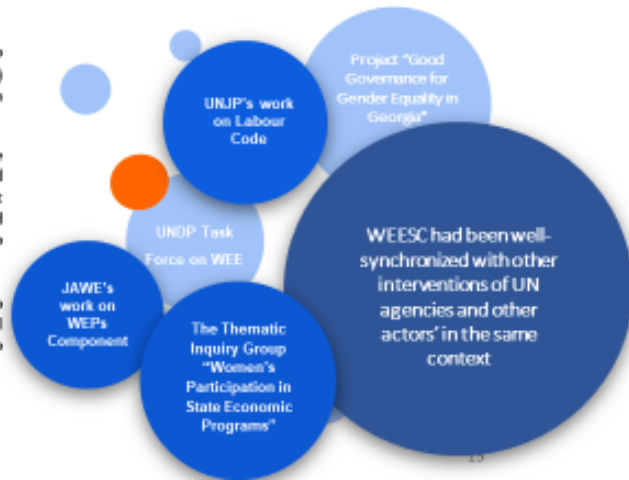 Project "Good
Governance for
Gender Equality in
Georgia"
UNJP's work
on Labour
Code
UNDP Task
Force on WEE
WEESC had been well-
synchronized with other
interventions of UN
agencies and other
actors' in the same
context
JAWE's
work on
WEPs
Component
The Thematic
Inquiry Group
"Women's
Participation in
State Economic
Programs"